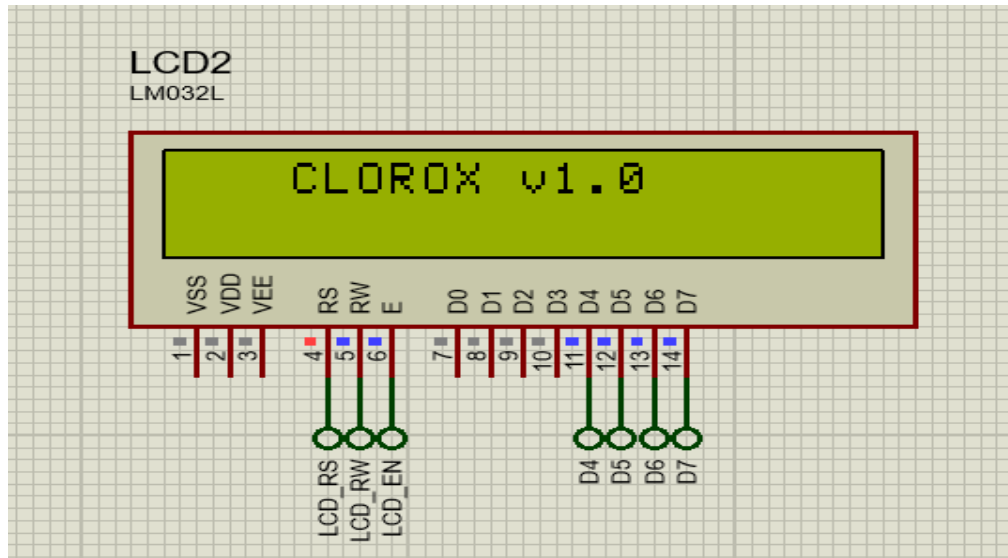 LCD2
LM032L
CLOROX v1.0
VSS VDD VEE RS RW E D0 D1 D2 D3 D4 D5 D6 D7
1 2 3 4 5 6 7 8 9 10 11 12 13 14
LCD_RS LCD_RW LCD_EN D4 D5 D6 D7